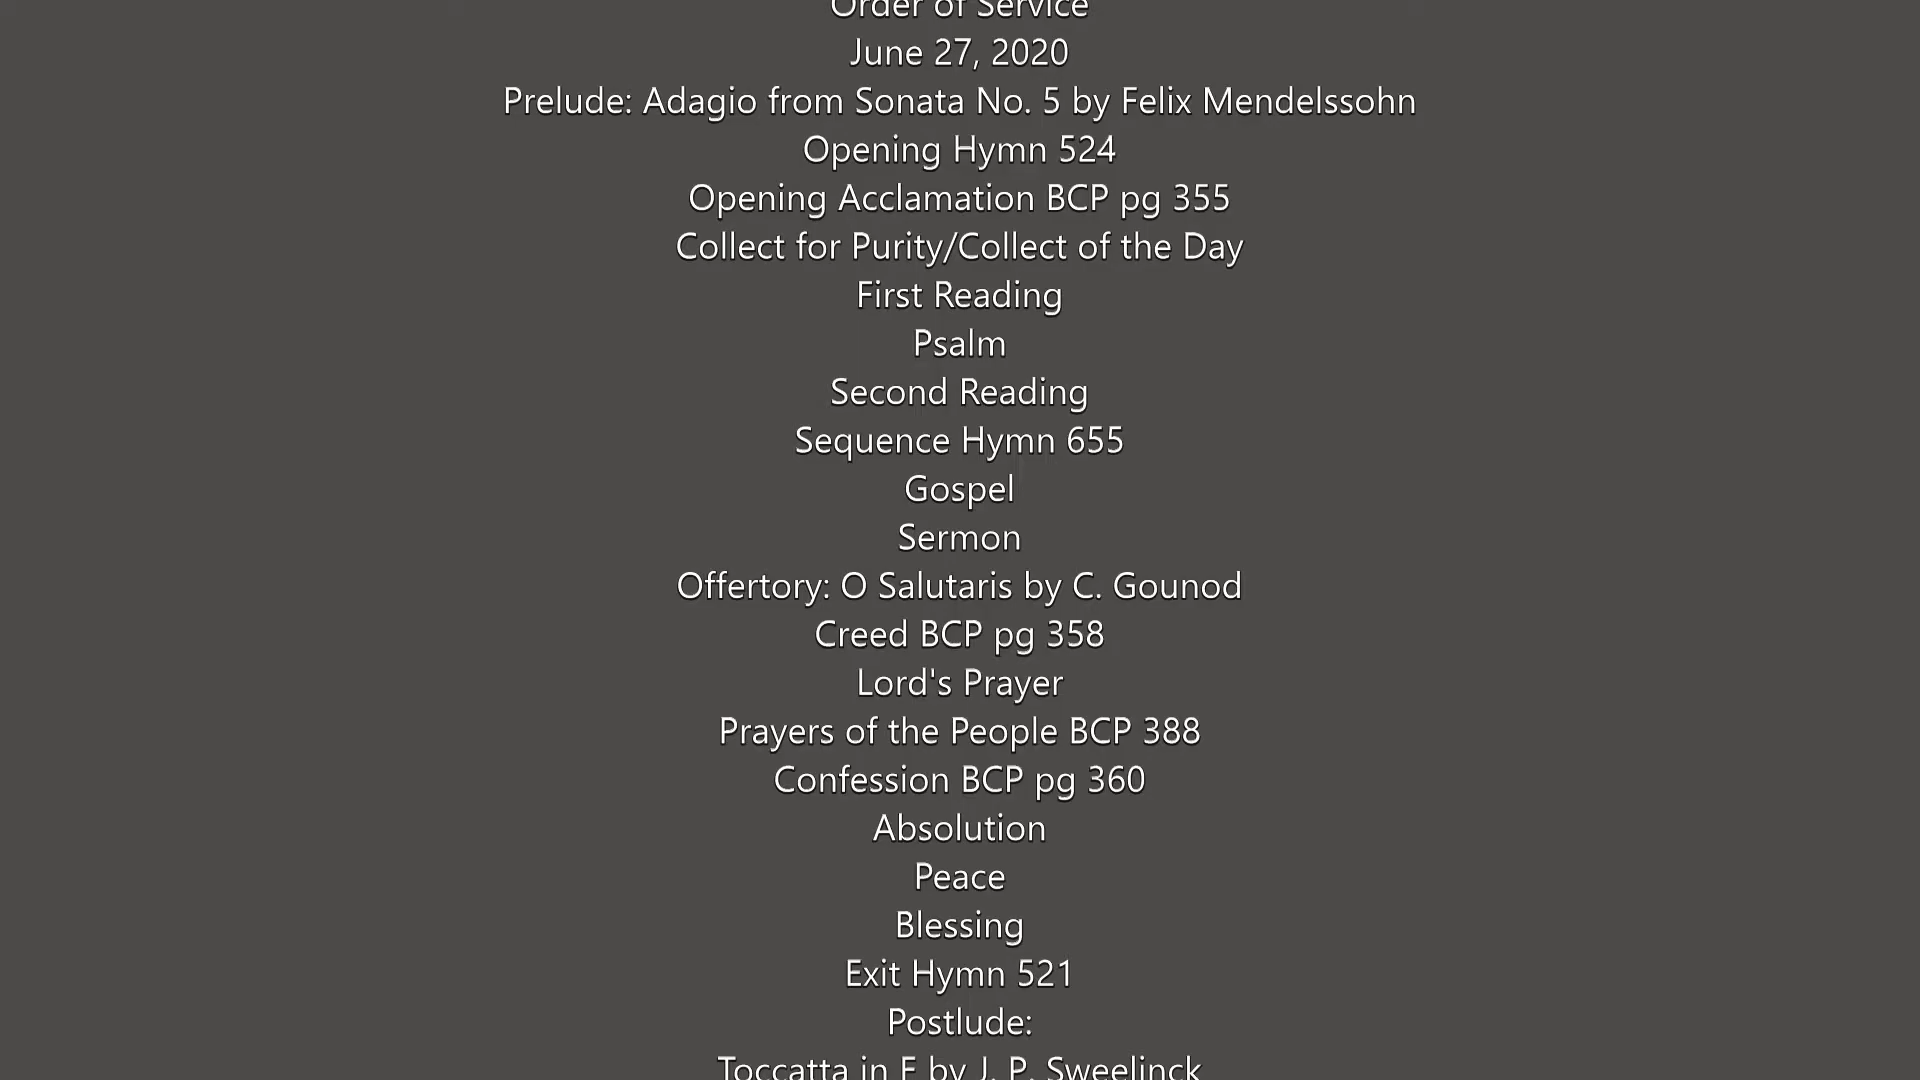 Order of Service
June 27, 2020
Prelude: Adagio from Sonata No. 5 by Felix Mendelssohn
Opening Hymn 524
Opening Acclamation BCP pg 355
Collect for Purity/Collect of the Day
First Reading
Psalm
Second Reading
Sequence Hymn 655
Gospel
Sermon
Offertory: O Salutaris by C. Gounod
Creed BCP pg 358
Lord's Prayer
Prayers of the People BCP 388
Confession BCP pg 360
Absolution
Peace
Blessing
Exit Hymn 521
Postlude:
Toccatta in F by J. P. Sweelinck